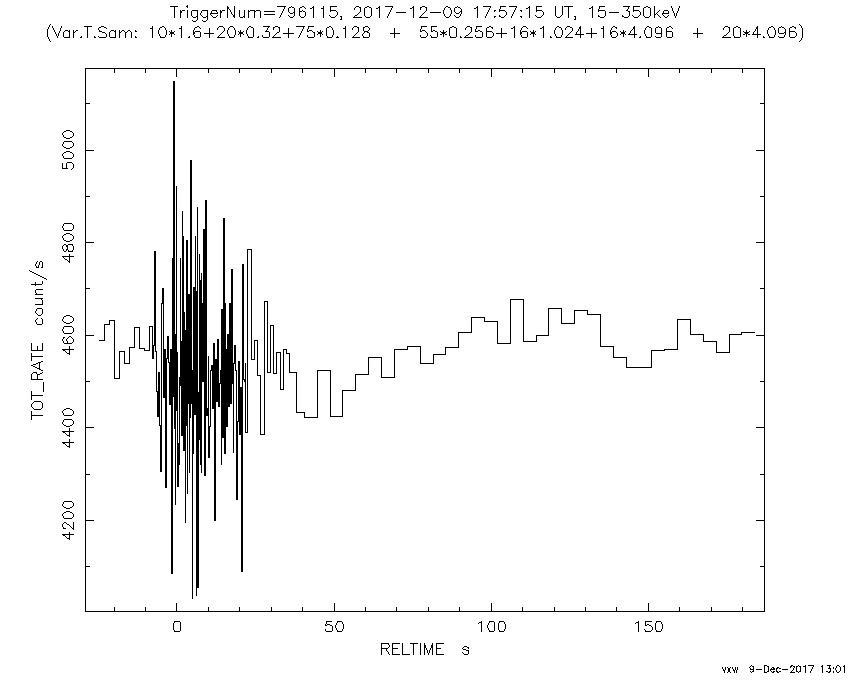 TriggerNum=796115, 2017-12-09 17:57:15 UT, 15-350keV
(Var.T.Sam: 10*1.6+20*0.32+75*0.128 + 55*0.256+16*1.024+16*4.096 + 20*4.096)
5000
4800
4600
4400
4200
TOT_RATE count/s
0 50 100 150
RELTIME s
vxw 9-Dec-2017 13:01